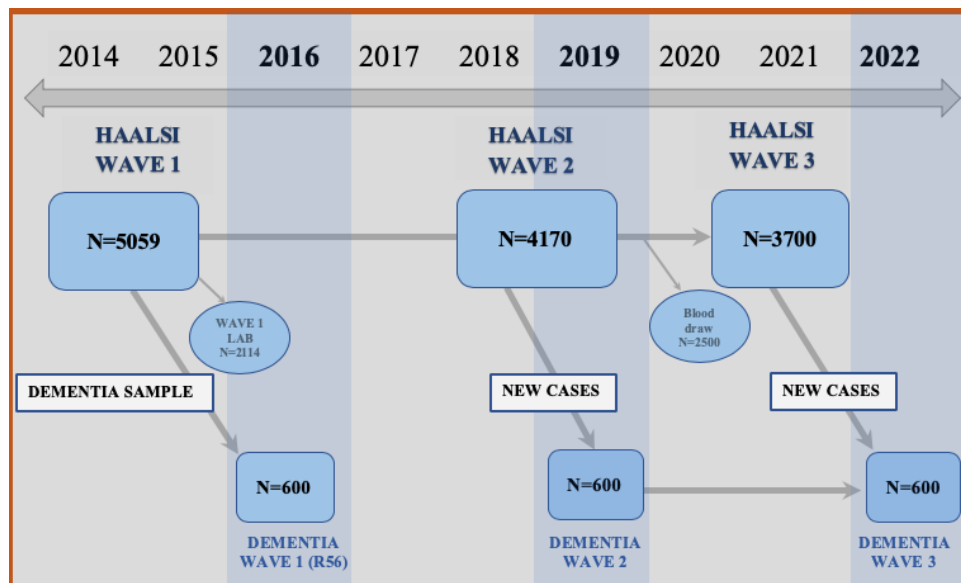 2014 2015 2016 2017 2018 2019 2020 2021 2022
HAALSI
WAVE 1
HAALSI
WAVE 2
HAALSI
WAVE 3
N=5059
N=4170
N=3700
WAVE 1
LAB
N=2114
Blood
draw
N=2500
DEMENTIA SAMPLE
NEW CASES
NEW CASES
N=600
N=600
N=600
DEMENTIA
WAVE 1 (R56)
DEMENTIA
WAVE 2
DEMENTIA
WAVE 3